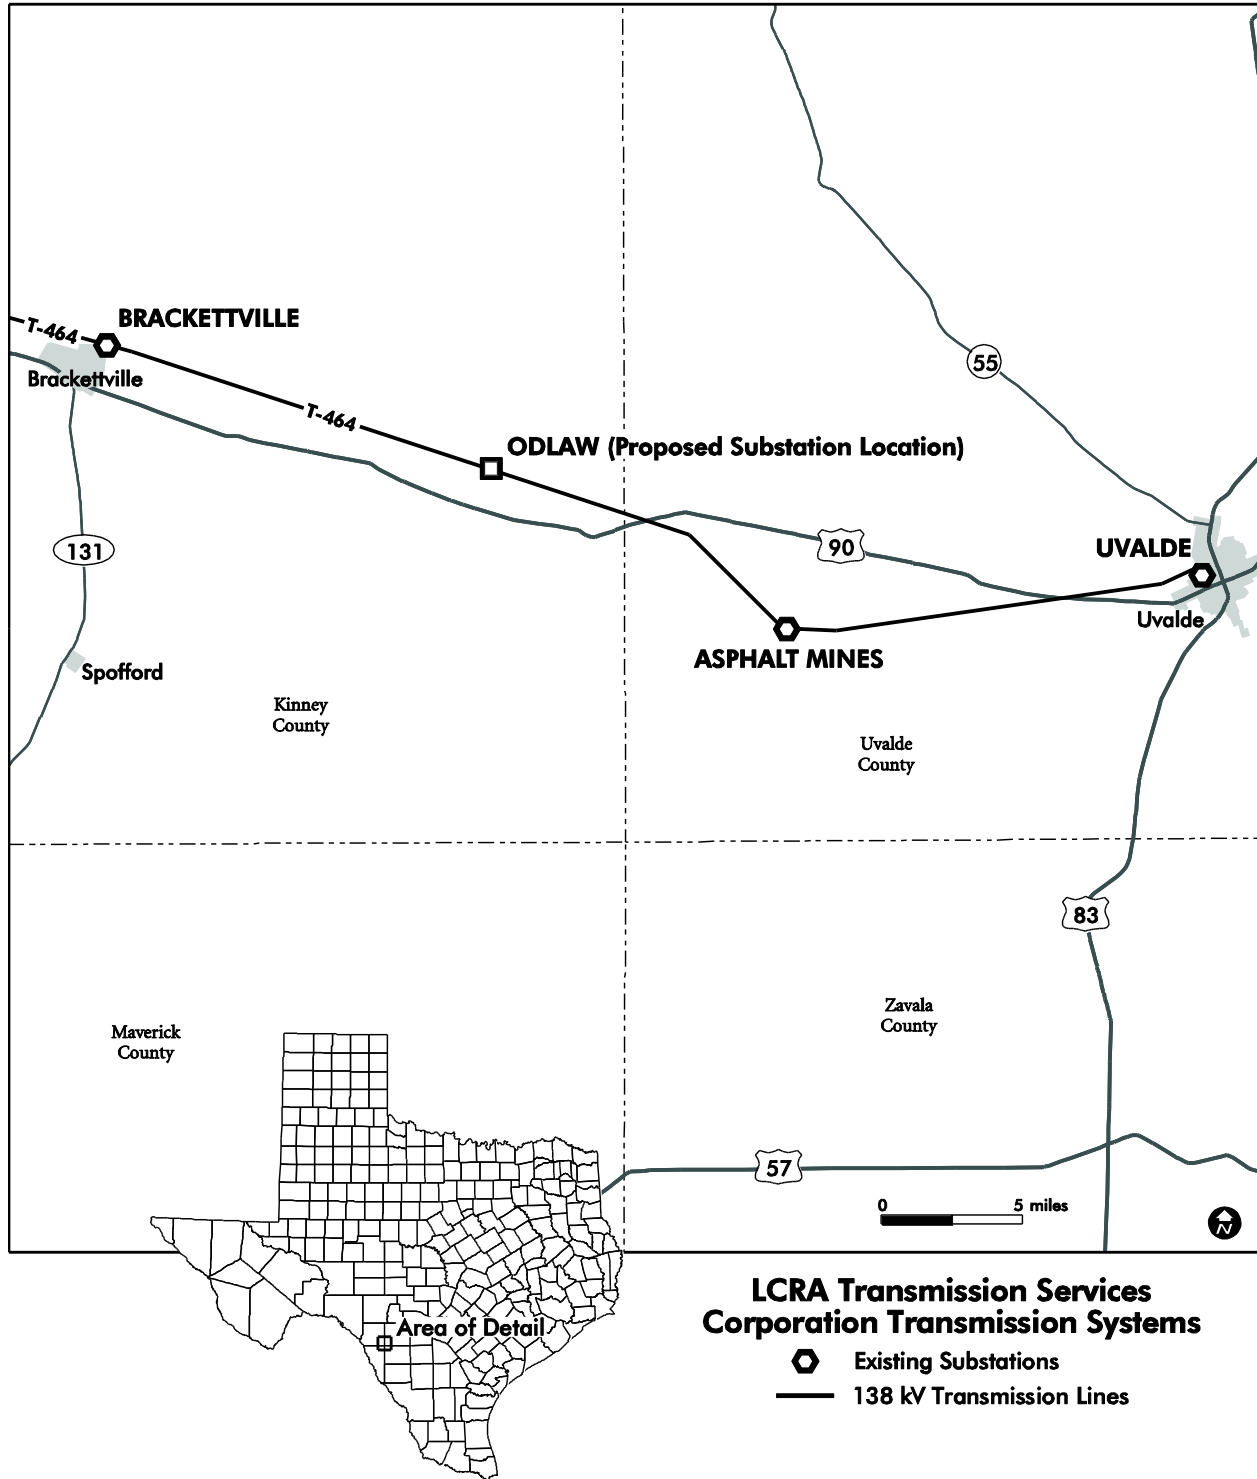 BRACKETTVILLE
T-464
Brackettville
55
T-464
ODLAW (Proposed Substation Location)
90
UVALDE
131
Uvalde
ASPHALT MINES
Spofford
Kinney
County
Uvalde
County
83
Zavala
County
Maverick
County
57
0 5 miles
N
LCRA Transmission Services
Corporation Transmission Systems
Area of Detail
Existing Substations
138 kV Transmission Lines